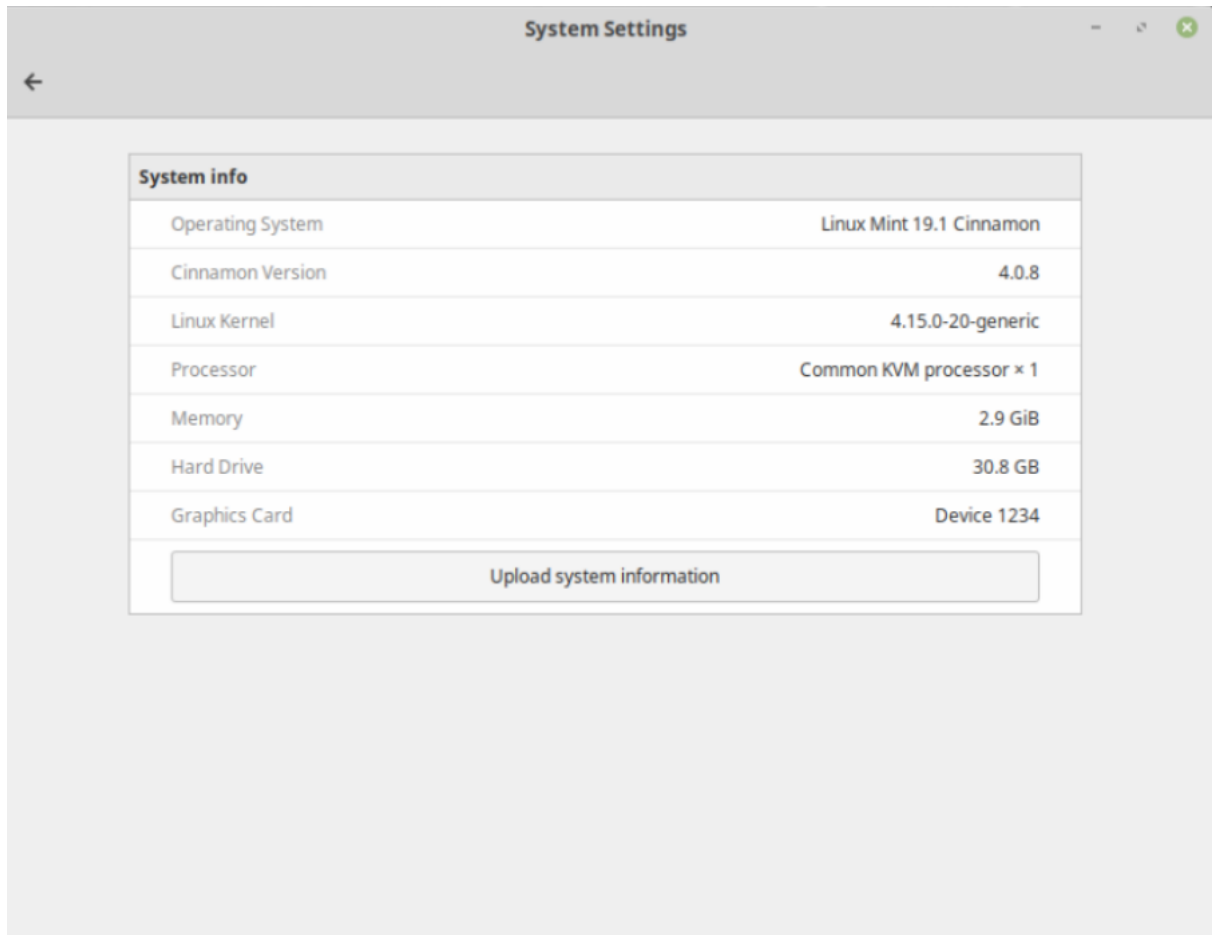 System Settings
System info
Operating System Linux Mint 19.1 Cinnamon
Cinnamon Version 4.0.8
Linux Kernel 4.15.0-20-generic
Processor Common KVM processor × 1
Memory 2.9 GiB
Hard Drive 30.8 GB
Graphics Card Device 1234
Upload system information